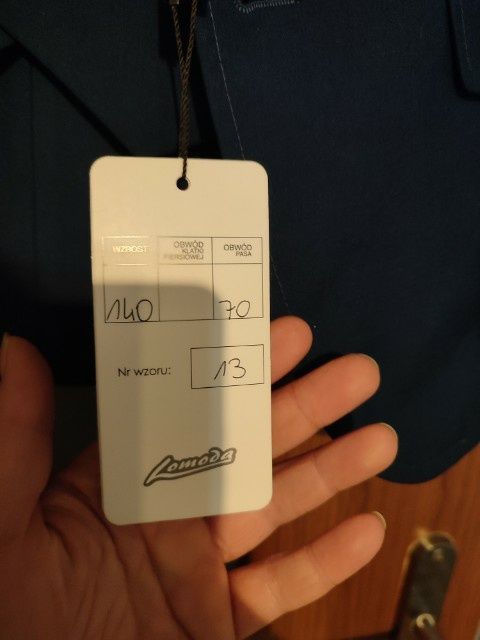 WZROST OBWÓD KLATKI PIERSIOWEJ OBWÓD PASA
140 70
Nr wzoru: 13
Lomoda